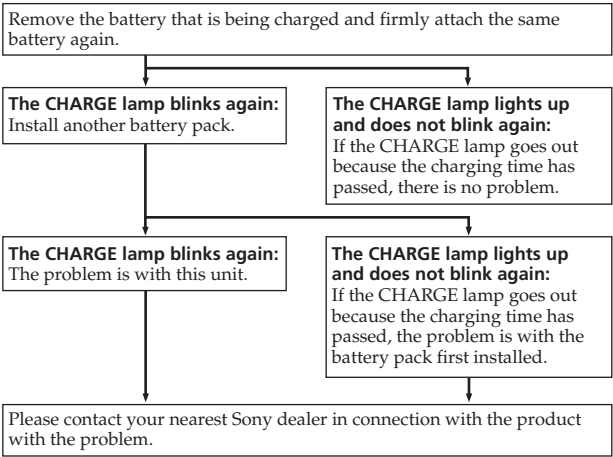 Remove the battery that is being charged and firmly attach the same
battery again.
The CHARGE lamp blinks again:
Install another battery pack.
The CHARGE lamp lights up
and does not blink again:
If the CHARGE lamp goes out
because the charging time has
passed, there is no problem.
The CHARGE lamp blinks again:
The problem is with this unit.
The CHARGE lamp lights up
and does not blink again:
If the CHARGE lamp goes out
because the charging time has
passed, the problem is with the
battery pack first installed.
Please contact your nearest Sony dealer in connection with the product
with the problem.